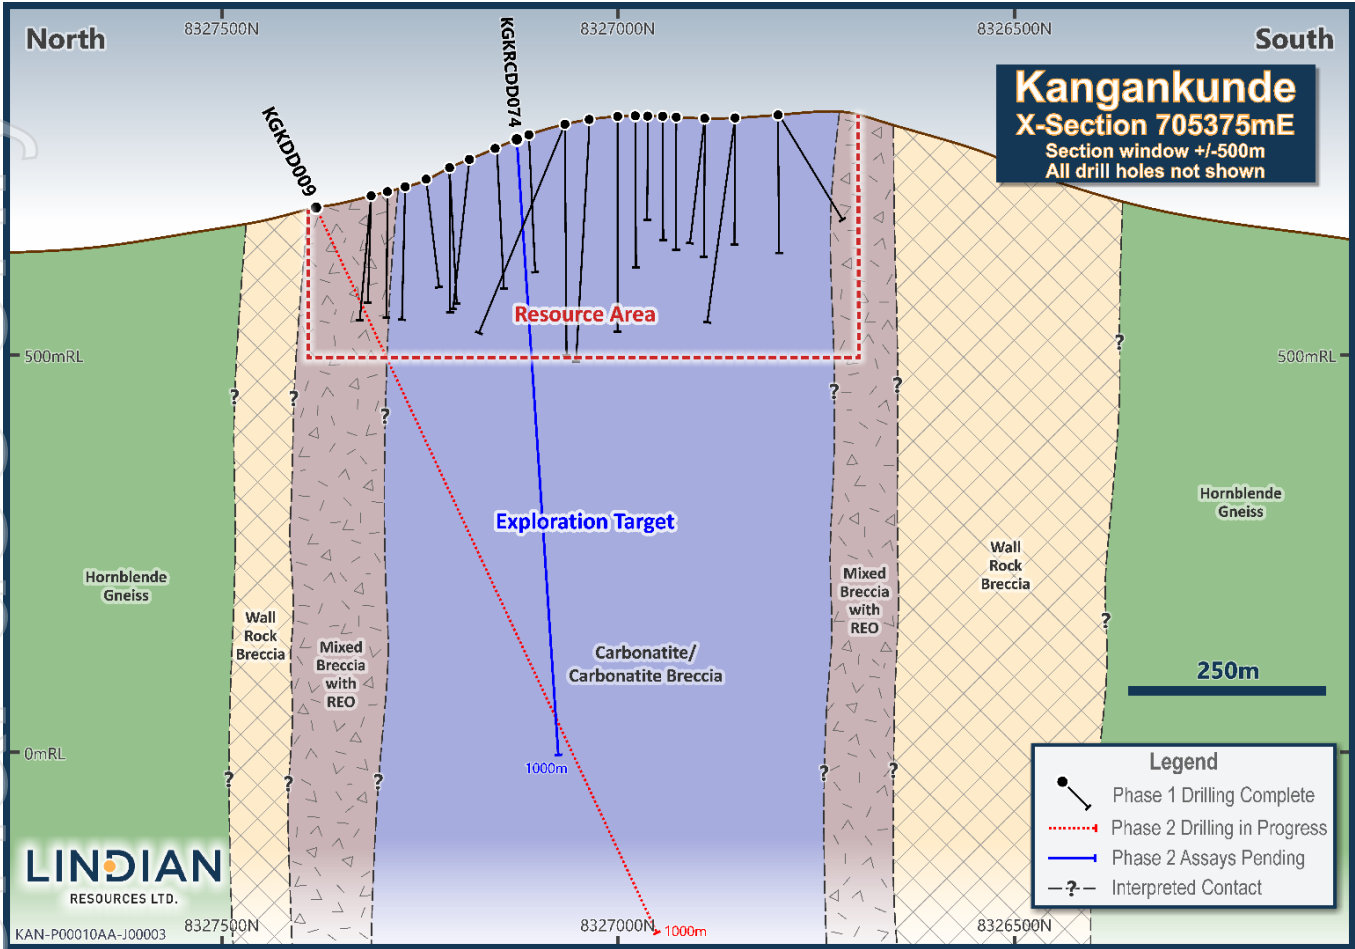 8327500N
8327000N
8326500N
North
South
KGKDD009
KGKRCDD074
Kangankunde
X-Section 705375mE
Section window +/-500m
All drill holes not shown
Resource Area
500mRL
500mRL
?
?
?
?
?
?
Exploration Target
Hornblende
Gneiss
Hornblende
Gneiss
Wall
Rock
Breccia
Mixed
Breccia
with
REO
Wall
Rock
Breccia
Mixed
Breccia
with
REO
Carbonatite/
Carbonatite Breccia
?
250m
0mRL
1000m
?
?
?
?
?
Legend
Phase 1 Drilling Complete
Phase 2 Drilling in Progress
Phase 2 Assays Pending
? Interpreted Contact
LINDIAN
RESOURCES LTD.
KAN-P00010AA-J00003
8327500N
8327000N
8326500N
1000m